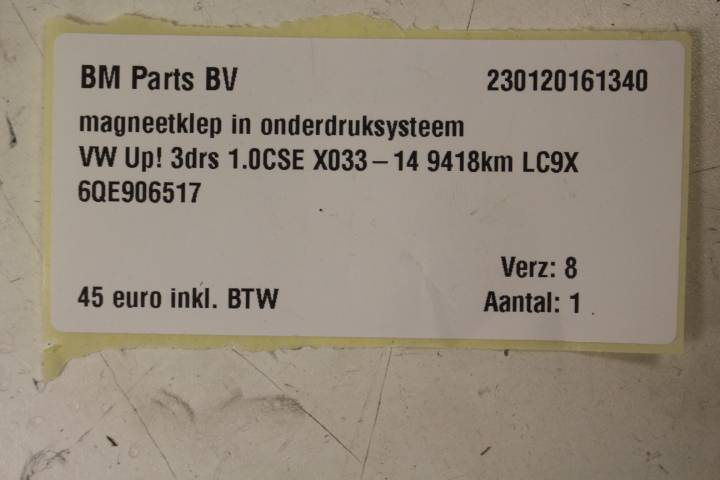 BM Parts BV 230120161340
magneetklep in onderdruksysteem
VW Up! 3drs 1.0CSE X033-14 9418km LC9X
6QE906517
Verz: 8
45 euro inkl. BTW Aantal: 1